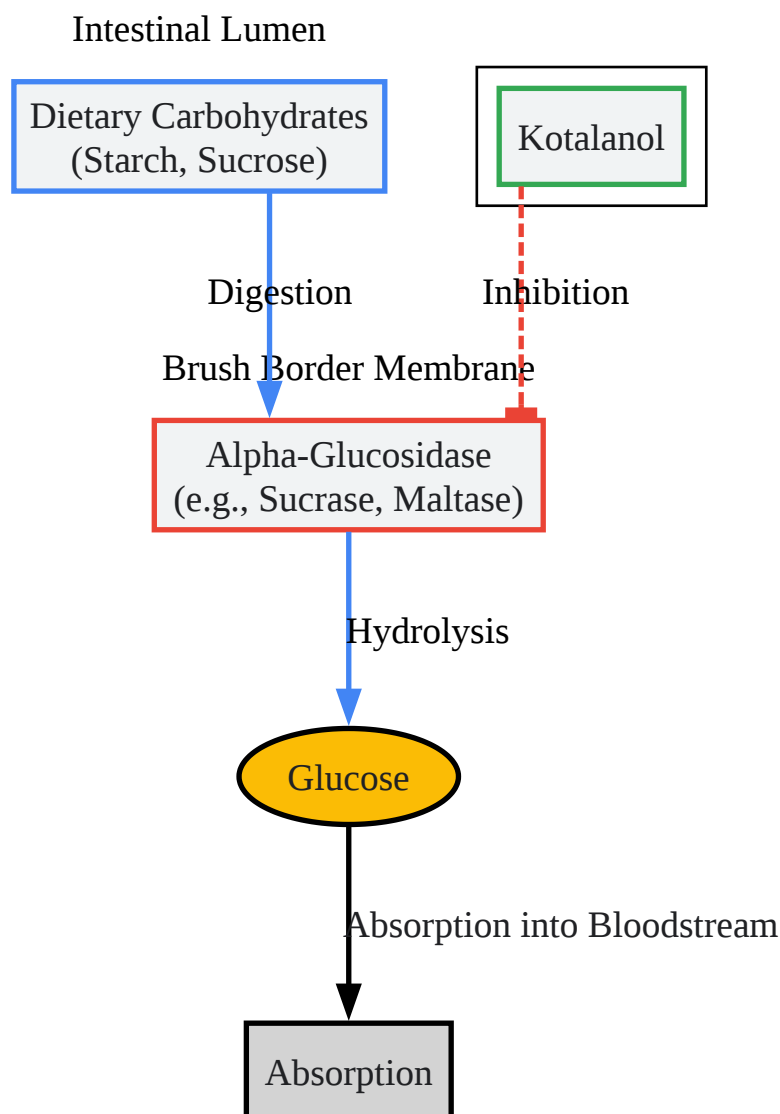 Intestinal Lumen
Dietary Carbohydrates
(Starch, Sucrose)
Kotalanol
Digestion
Inhibition
Brush Border Membrane
Alpha-Glucosidase
(e.g., Sucrase, Maltase)
Hydrolysis
Glucose
Absorption into Bloodstream
Absorption